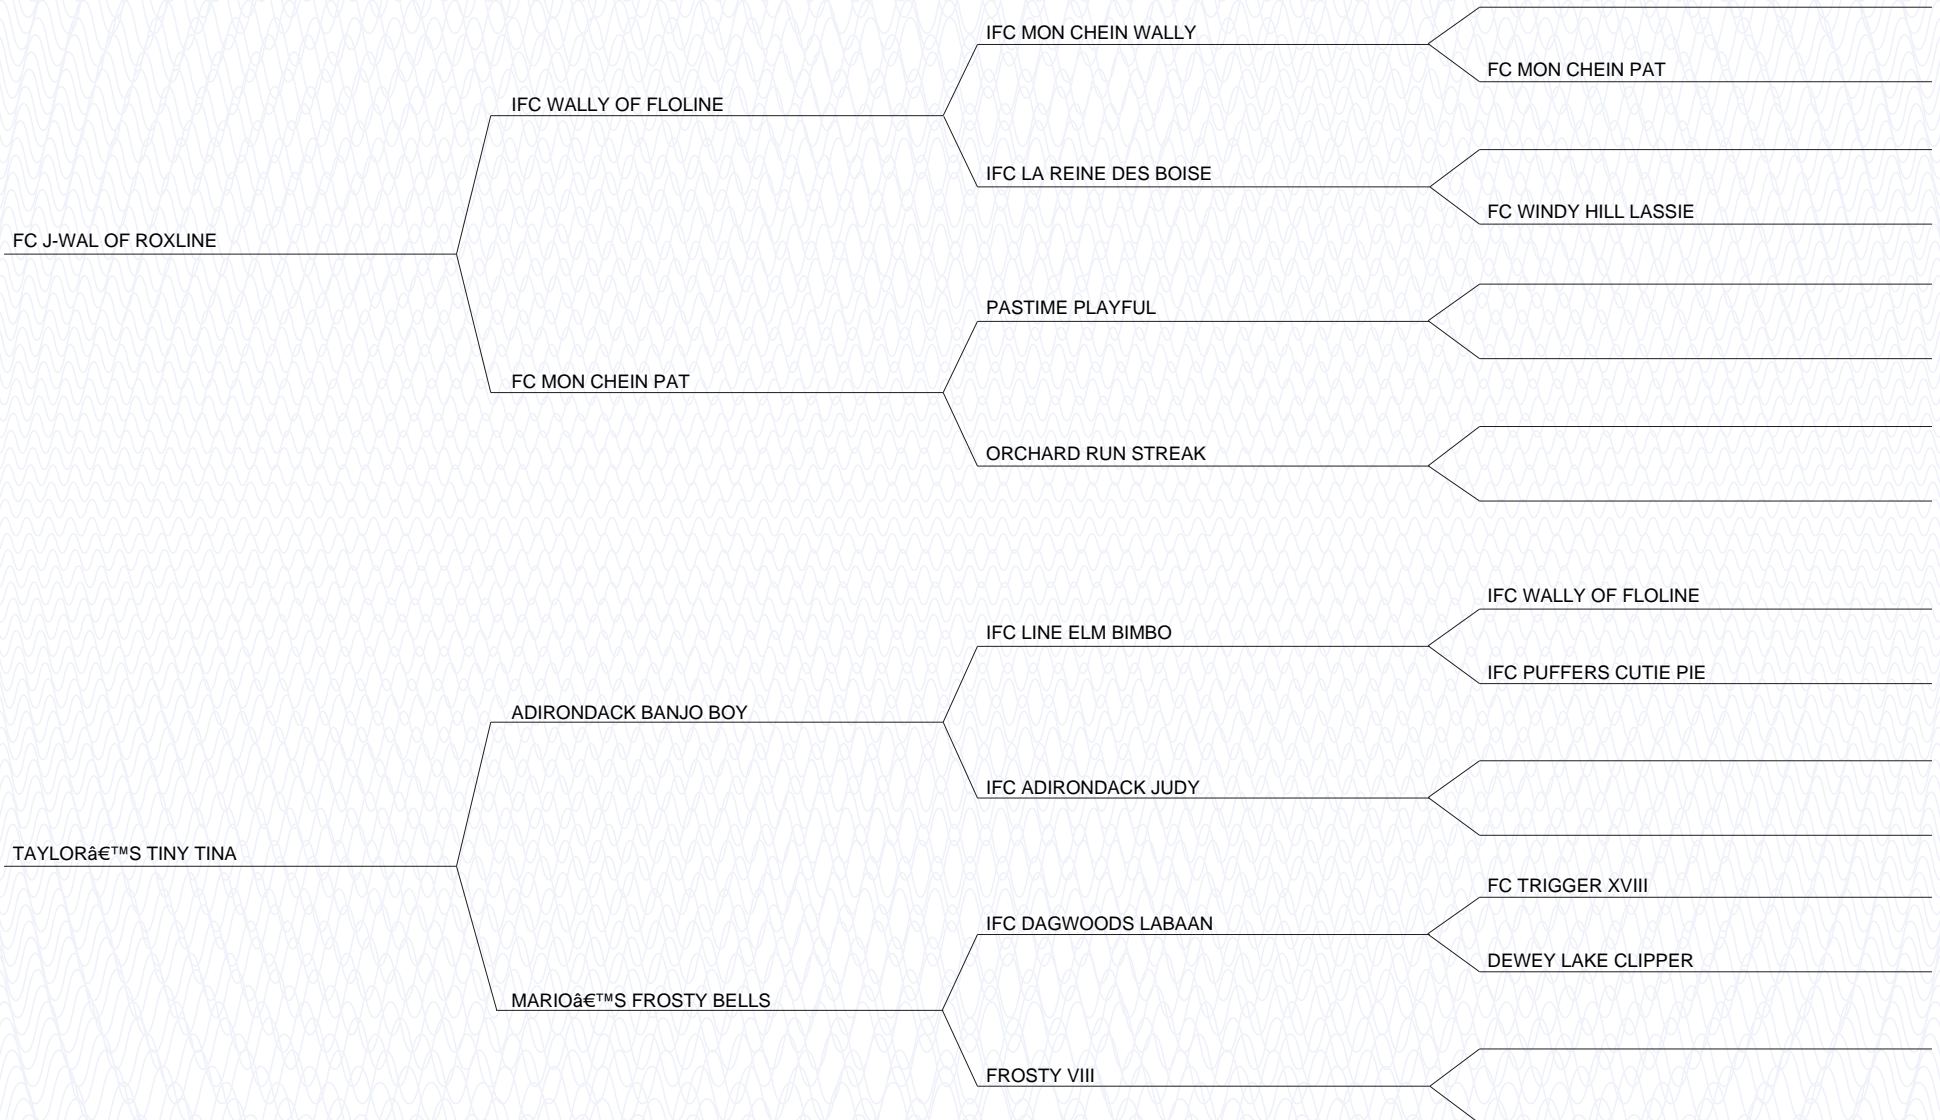 IFC MON CHEIN WALLY
FC MON CHEIN PAT
IFC WALLY OF FLOLINE
IFC LA REINE DES BOISE
FC WINDY HILL LASSIE
FC J-WAL OF ROXLINE
PASTIME PLAYFUL
FC MON CHEIN PAT
ORCHARD RUN STREAK
IFC WALLY OF FLOLINE
IFC LINE ELM BIMBO
IFC PUFFERS CUTIE PIE
ADIRONDACK BANJO BOY
IFC ADIRONDACK JUDY
TAYLORâ€™S TINY TINA
FC TRIGGER XVIII
IFC DAGWOODS LABAAN
DEWEY LAKE CLIPPER
MARIOâ€™S FROSTY BELLS
FROSTY VIII